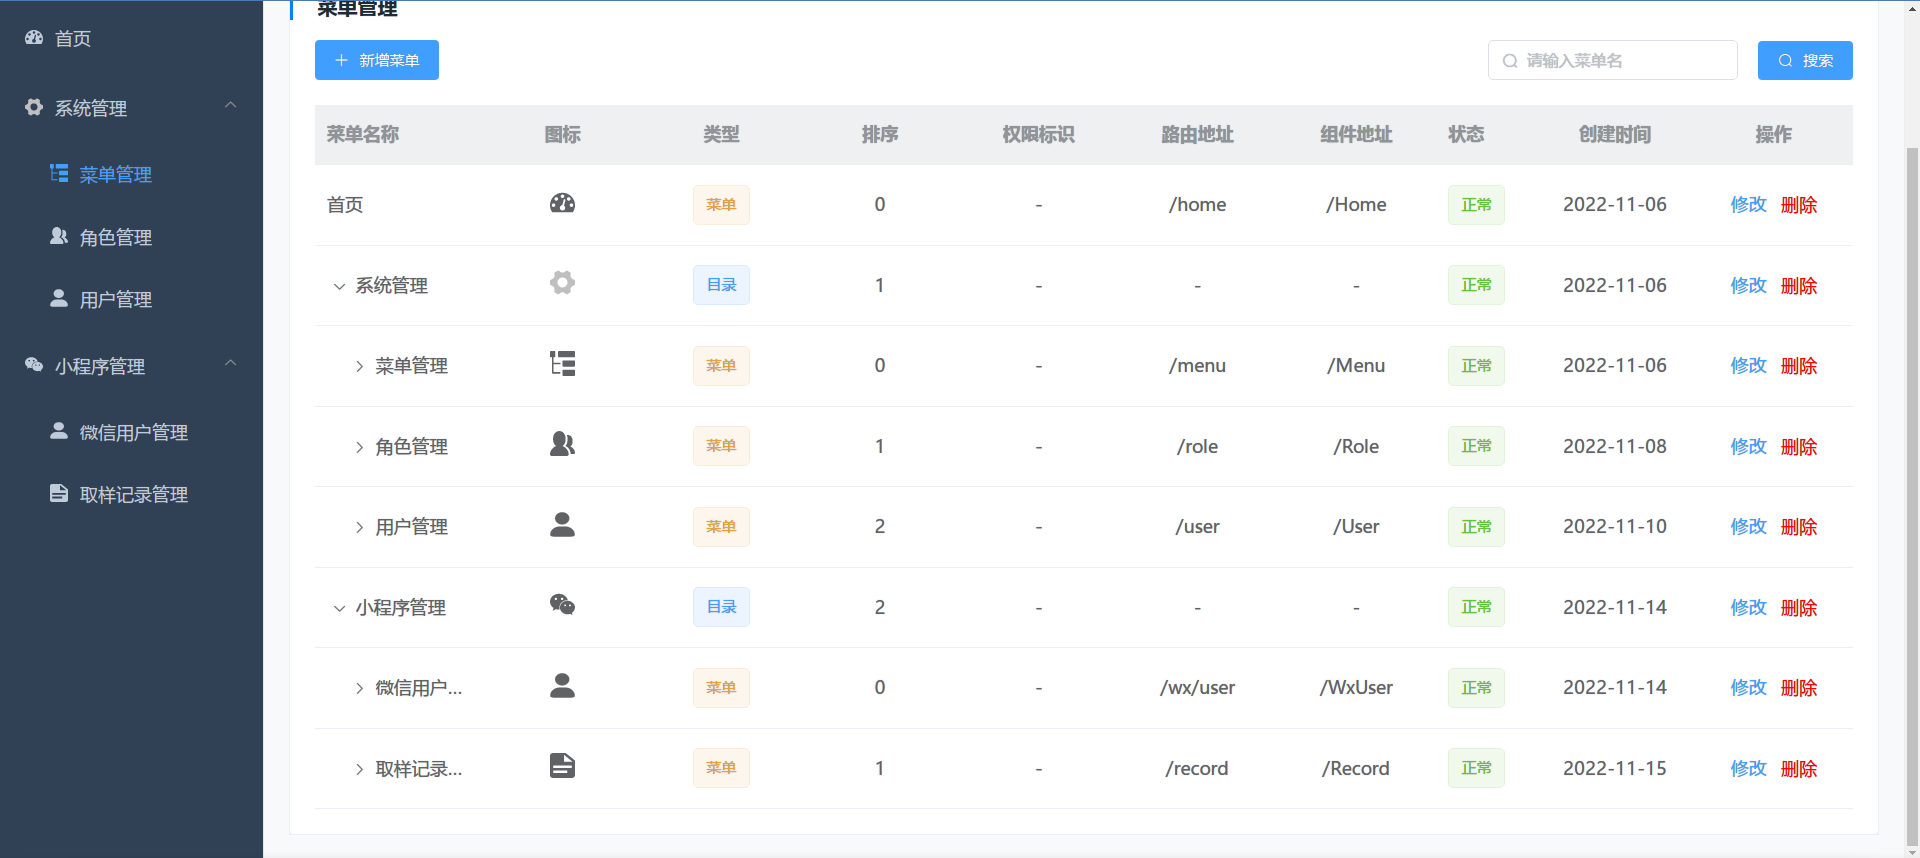 首页
系统管理
菜单管理
角色管理
用户管理
小程序管理
微信用户管理
取样记录管理
菜单管理
新增菜单
请输入菜单名
搜索
菜单名称 图标 类型 排序 权限标识 路由地址 组件地址 状态 创建时间 操作
首页 菜单 0 - /home /Home 正常 2022-11-06 修改 删除
系统管理 目录 1 - - - 正常 2022-11-06 修改 删除
菜单管理 菜单 0 - /menu /Menu 正常 2022-11-06 修改 删除
角色管理 菜单 1 - /role /Role 正常 2022-11-08 修改 删除
用户管理 菜单 2 - /user /User 正常 2022-11-10 修改 删除
小程序管理 目录 2 - - - 正常 2022-11-14 修改 删除
微信用户... 菜单 0 - /wx/user /WxUser 正常 2022-11-14 修改 删除
取样记录... 菜单 1 - /record /Record 正常 2022-11-15 修改 删除